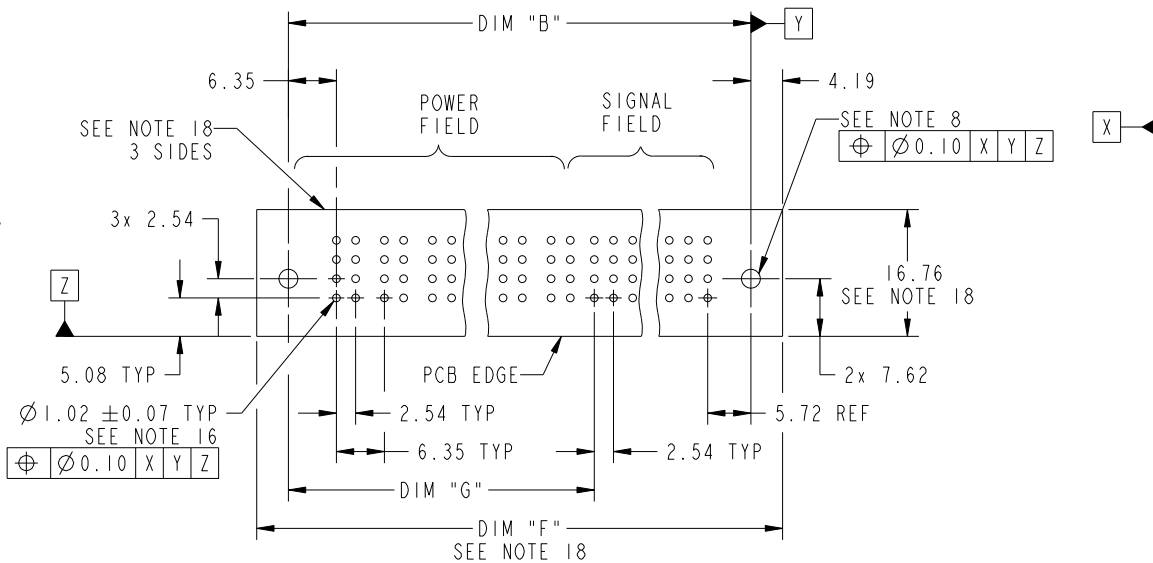 DIM "B"
Y
6.35
4.19
POWER
FIELD
SIGNAL
FIELD
SEE NOTE 18
3 SIDES
SEE NOTE 8
⌖ ∅0.10 X Y Z
X
3x 2.54
Z
16.76
SEE NOTE 18
5.08 TYP
PCB EDGE
2x 7.62
∅1.02 ±0.07 TYP
SEE NOTE 16
⌖ ∅0.10 X Y Z
2.54 TYP
5.72 REF
6.35 TYP
2.54 TYP
DIM "G"
DIM "F"
SEE NOTE 18